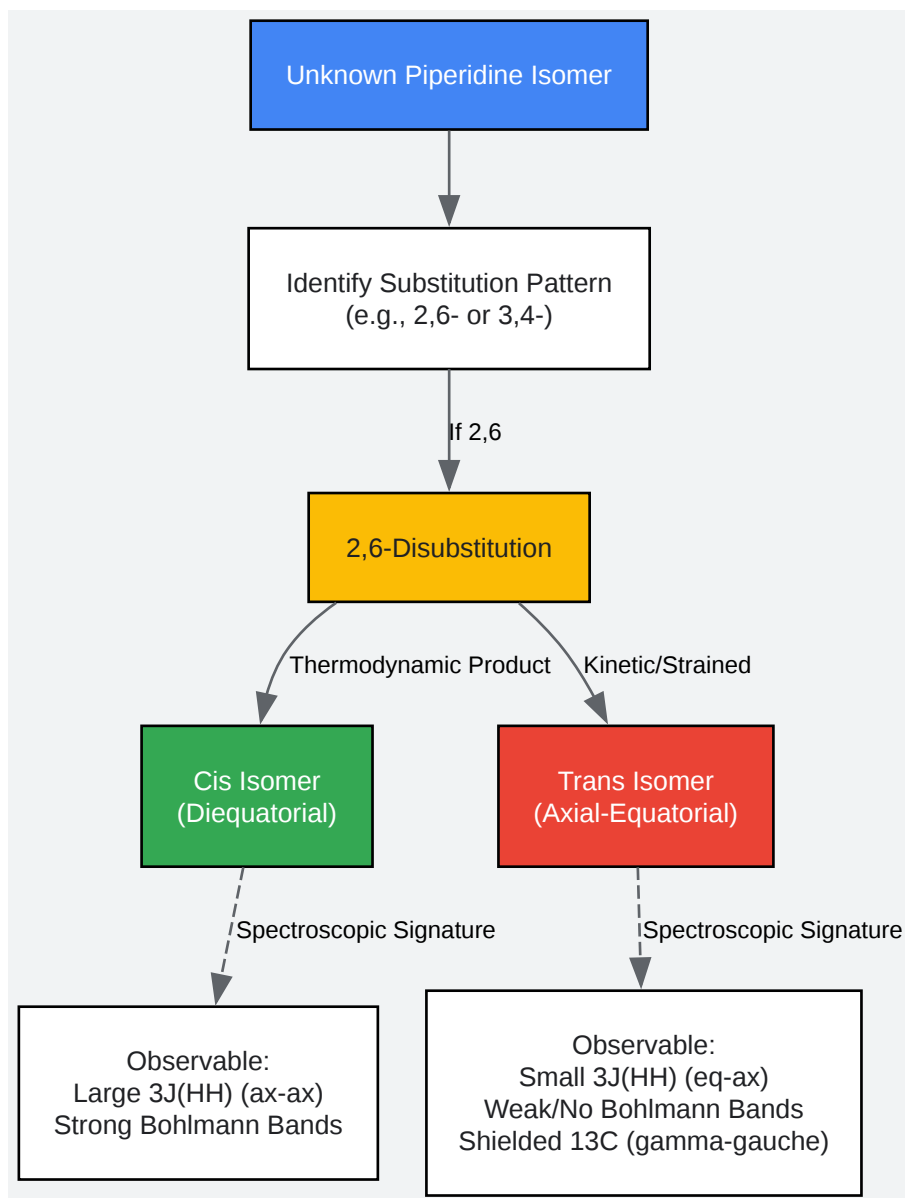 Unknown Piperidine Isomer
Identify Substitution Pattern
(e.g., 2,6- or 3,4-)
If 2,6
2,6-Disubstitution
Thermodynamic Product
Kinetic/Strained
Cis Isomer
(Diequatorial)
Trans Isomer
(Axial-Equatorial)
Spectroscopic Signature
Spectroscopic Signature
Observable:
Large 3J(HH) (ax-ax)
Strong Bohlmann Bands
Observable:
Small 3J(HH) (eq-ax)
Weak/No Bohlmann Bands
Shielded 13C (gamma-gauche)